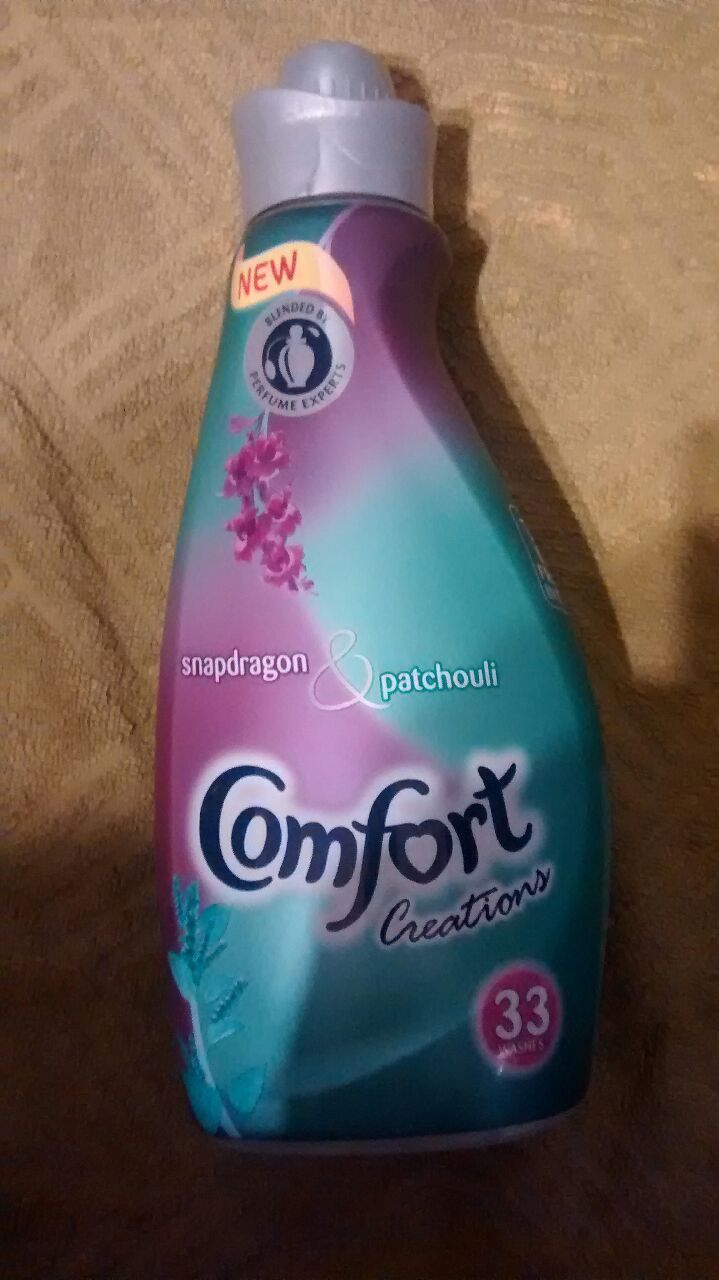 NEW
BLENDED BY
PERFUME EXPERTS
snapdragon & patchouli
Comfort
Creations
33
WASHES